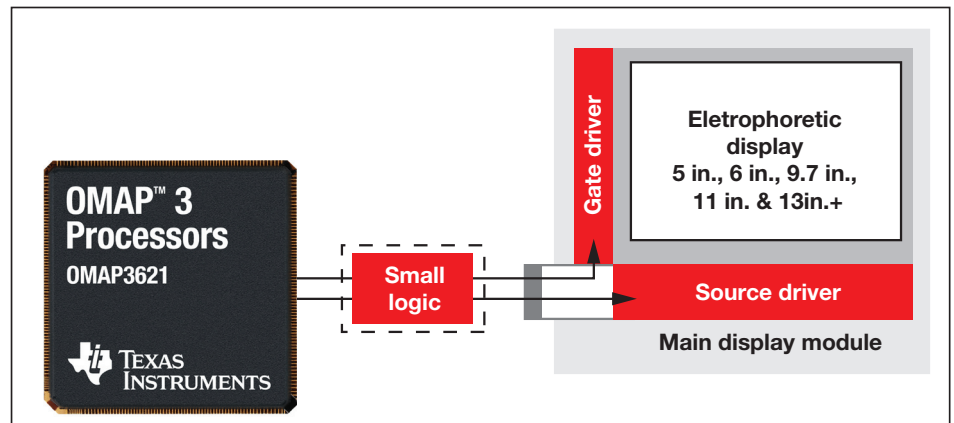 OMAP™ 3
Processors
OMAP3621
TEXAS
INSTRUMENTS
Small
logic
Gate driver
Eletrophoretic
display
5 in., 6 in., 9.7 in.,
11 in. & 13in.+
Source driver
Main display module